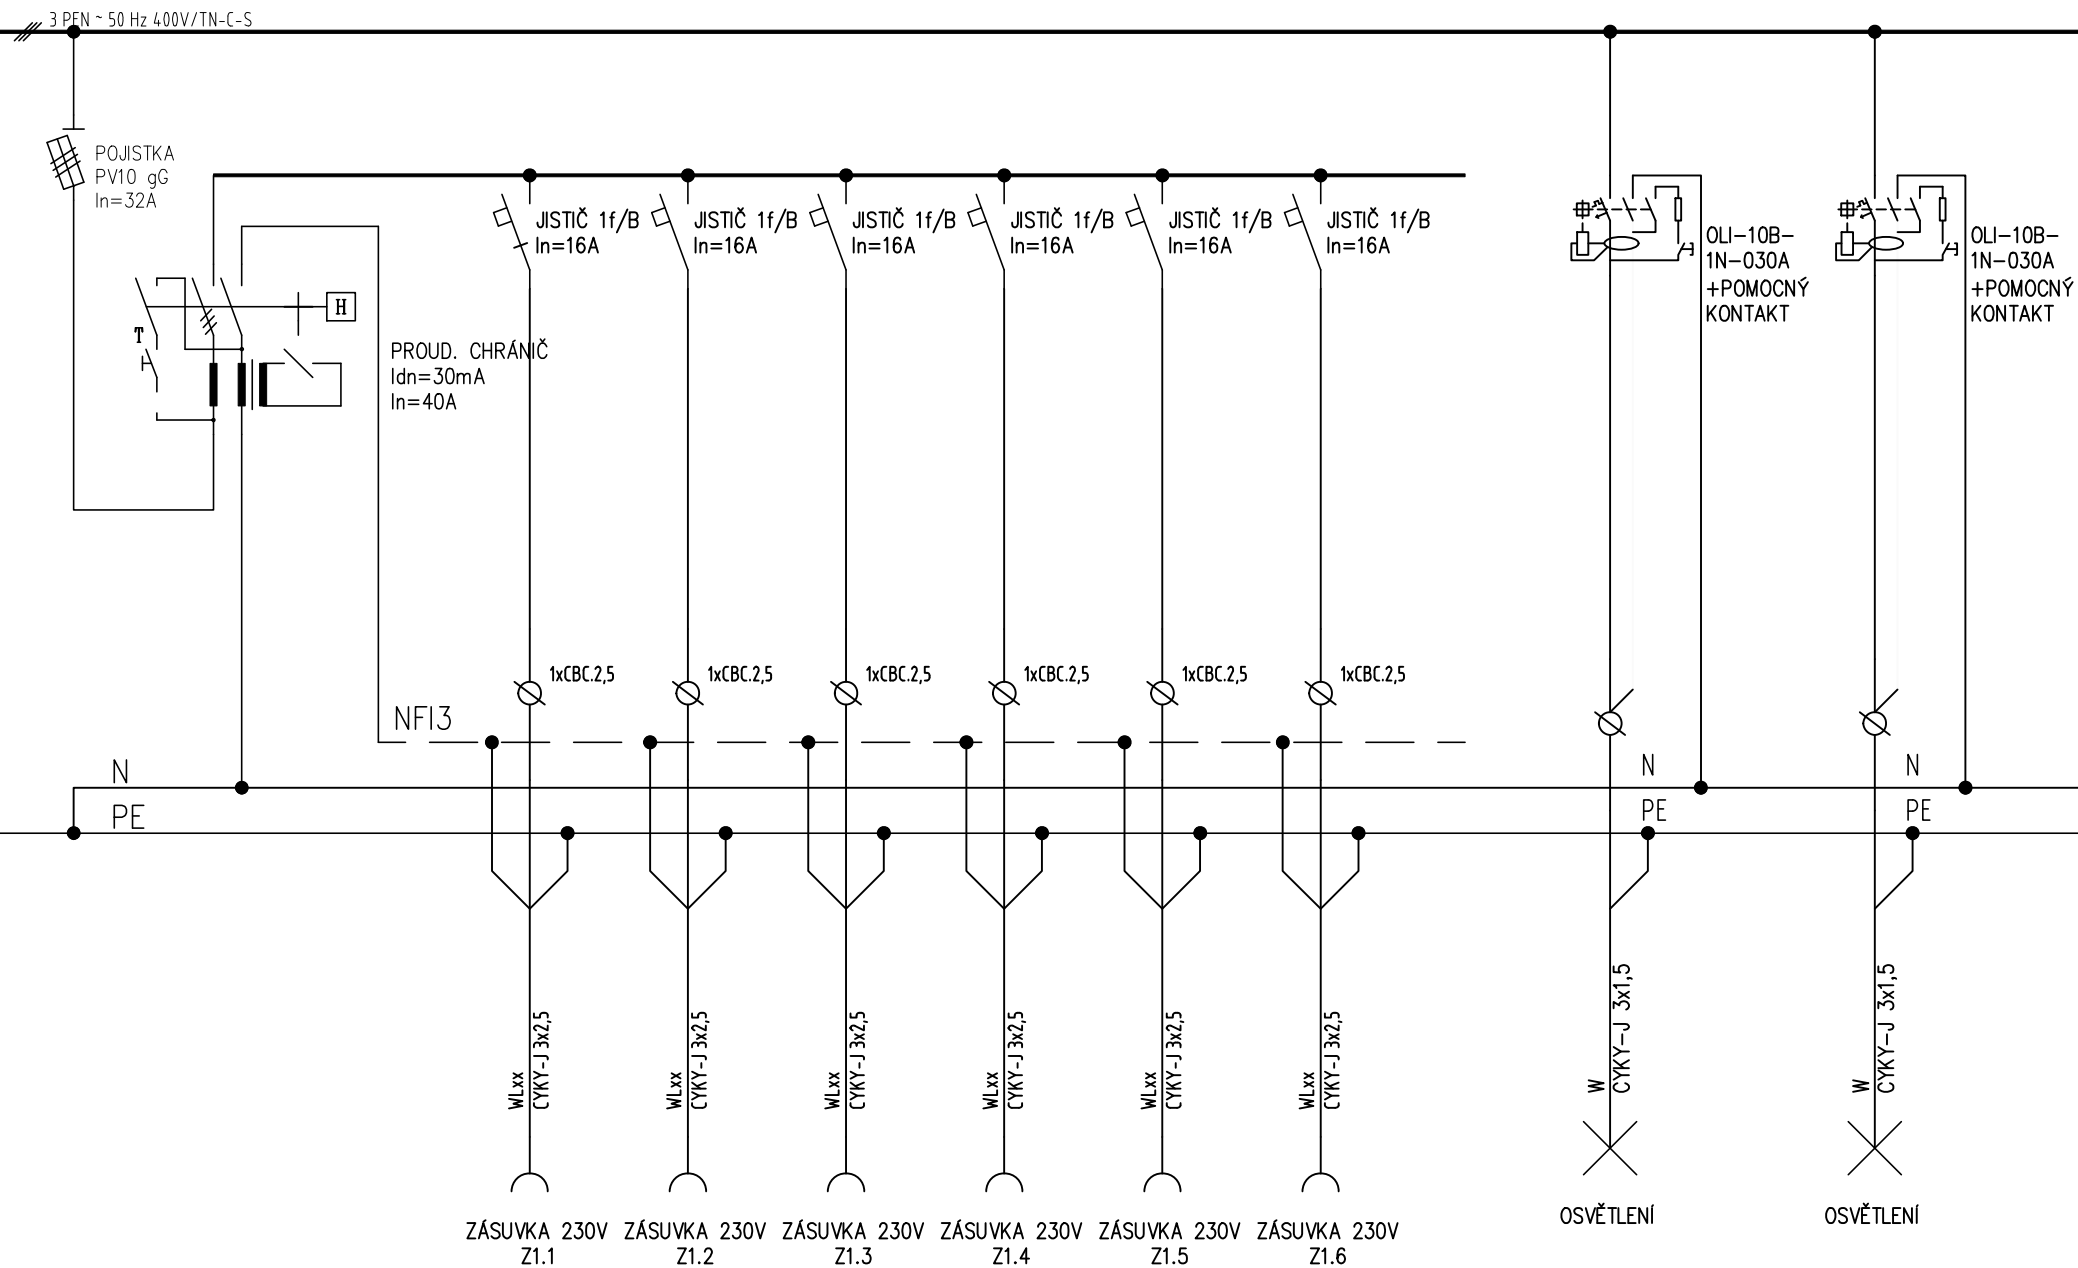 3 PEN ~ 50 Hz 400V/TN-C-S
POJISTKA
PV10 gG
In=32A
JISTIČ 1f/B
In=16A
JISTIČ 1f/B
In=16A
JISTIČ 1f/B
In=16A
JISTIČ 1f/B
In=16A
JISTIČ 1f/B
In=16A
JISTIČ 1f/B
In=16A
OLI-10B-
1N-030A
+POMOCNÝ
KONTAKT
OLI-10B-
1N-030A
+POMOCNÝ
KONTAKT
H
T
PROUD. CHRÁNIČ
Idn=30mA
In=40A
1xCBC.2,5
1xCBC.2,5
1xCBC.2,5
1xCBC.2,5
1xCBC.2,5
1xCBC.2,5
NFI3
N
PE
N
PE
N
PE
WLxx
CYKY-J 3x2,5
WLxx
CYKY-J 3x2,5
WLxx
CYKY-J 3x2,5
WLxx
CYKY-J 3x2,5
WLxx
CYKY-J 3x2,5
WLxx
CYKY-J 3x2,5
W
CYKY-J 3x1,5
W
CYKY-J 3x1,5
ZÁSUVKA 230V
Z1.1
ZÁSUVKA 230V
Z1.2
ZÁSUVKA 230V
Z1.3
ZÁSUVKA 230V
Z1.4
ZÁSUVKA 230V
Z1.5
ZÁSUVKA 230V
Z1.6
OSVĚTLENÍ
OSVĚTLENÍ